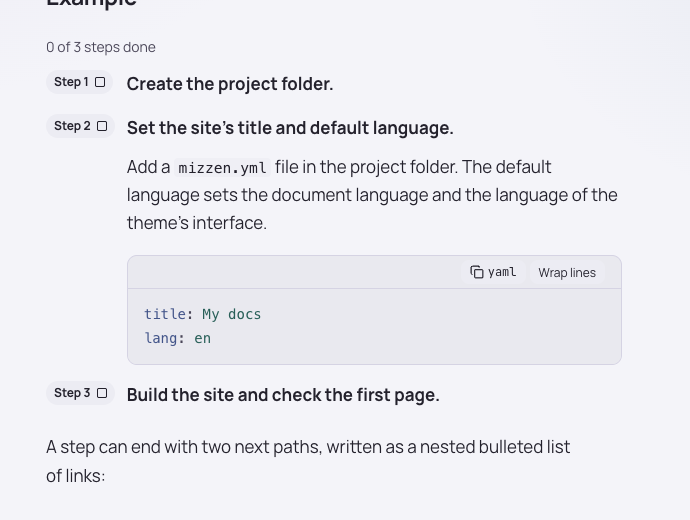 Example
0 of 3 steps done
Step 1 Create the project folder.
Step 2 Set the site's title and default language.
Add a mizzen.yml file in the project folder. The default
language sets the document language and the language of the
theme's interface.
yaml Wrap lines
title: My docs
lang: en
Step 3 Build the site and check the first page.
A step can end with two next paths, written as a nested bulleted list
of links: